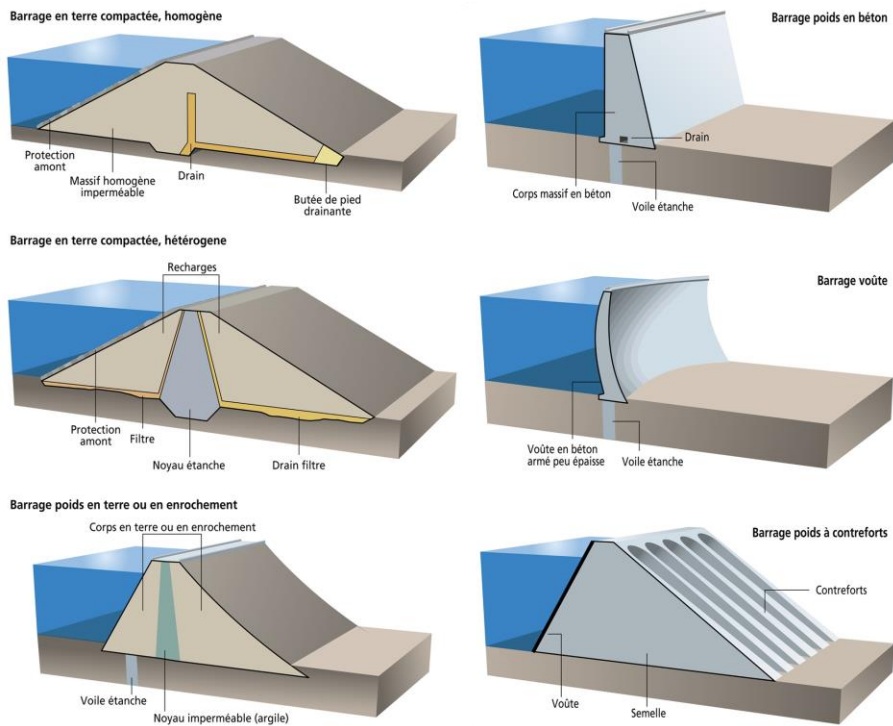 Barrage en terre compactée, homogène
Protection
amont
Massif homogène
imperméable
Drain
Butée de pied
drainante
Barrage poids en béton
Drain
Corps massif en béton
Voile étanche
Barrage en terre compactée, hétérogène
Recharges
Protection
amont
Filtre
Noyau étanche
Drain filtre
Barrage voûte
Voûte en béton
armé peu épaisse
Voile étanche
Barrage poids en terre ou en enrochement
Corps en terre ou en enrochement
Voile étanche
Noyau imperméable (argile)
Barrage poids à contreforts
Contreforts
Voûte
Semelle